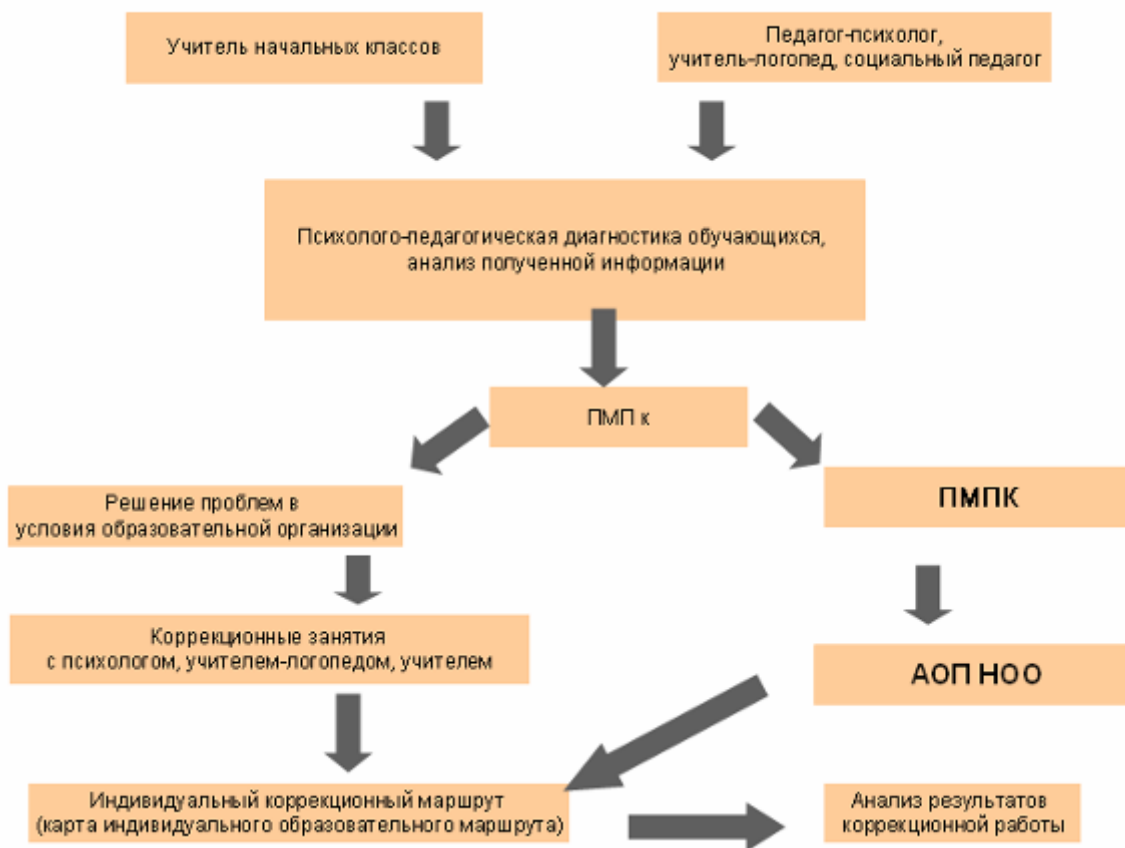 Учитель начальных классов
Педагог-психолог,
учитель-логопед, социальный педагог
Психолого-педагогическая диагностика обучающихся,
анализ полученной информации
ПМП к
Решение проблем в
условия образовательной организации
ПМПК
Коррекционные занятия
с психологом, учителем-логопедом, учителем
АОП НОО
Индивидуальный коррекционный маршрут
(карта индивидуального образовательного маршрута)
Анализ результатов
коррекционной работы